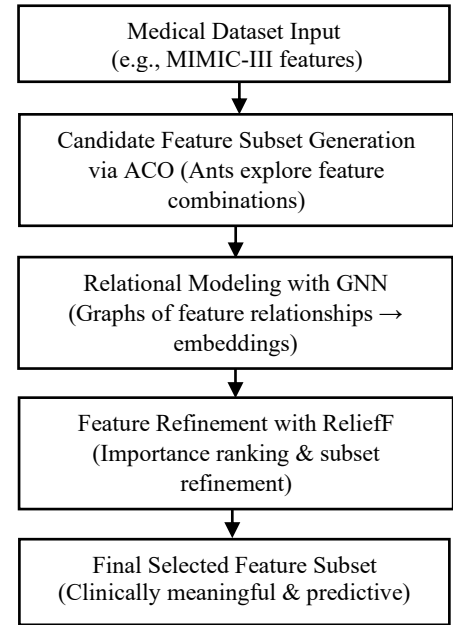 Medical Dataset Input
(e.g., MIMIC-III features)
Candidate Feature Subset Generation
via ACO (Ants explore feature
combinations)
Relational Modeling with GNN
(Graphs of feature relationships →
embeddings)
Feature Refinement with ReliefF
(Importance ranking & subset
refinement)
Final Selected Feature Subset
(Clinically meaningful & predictive)